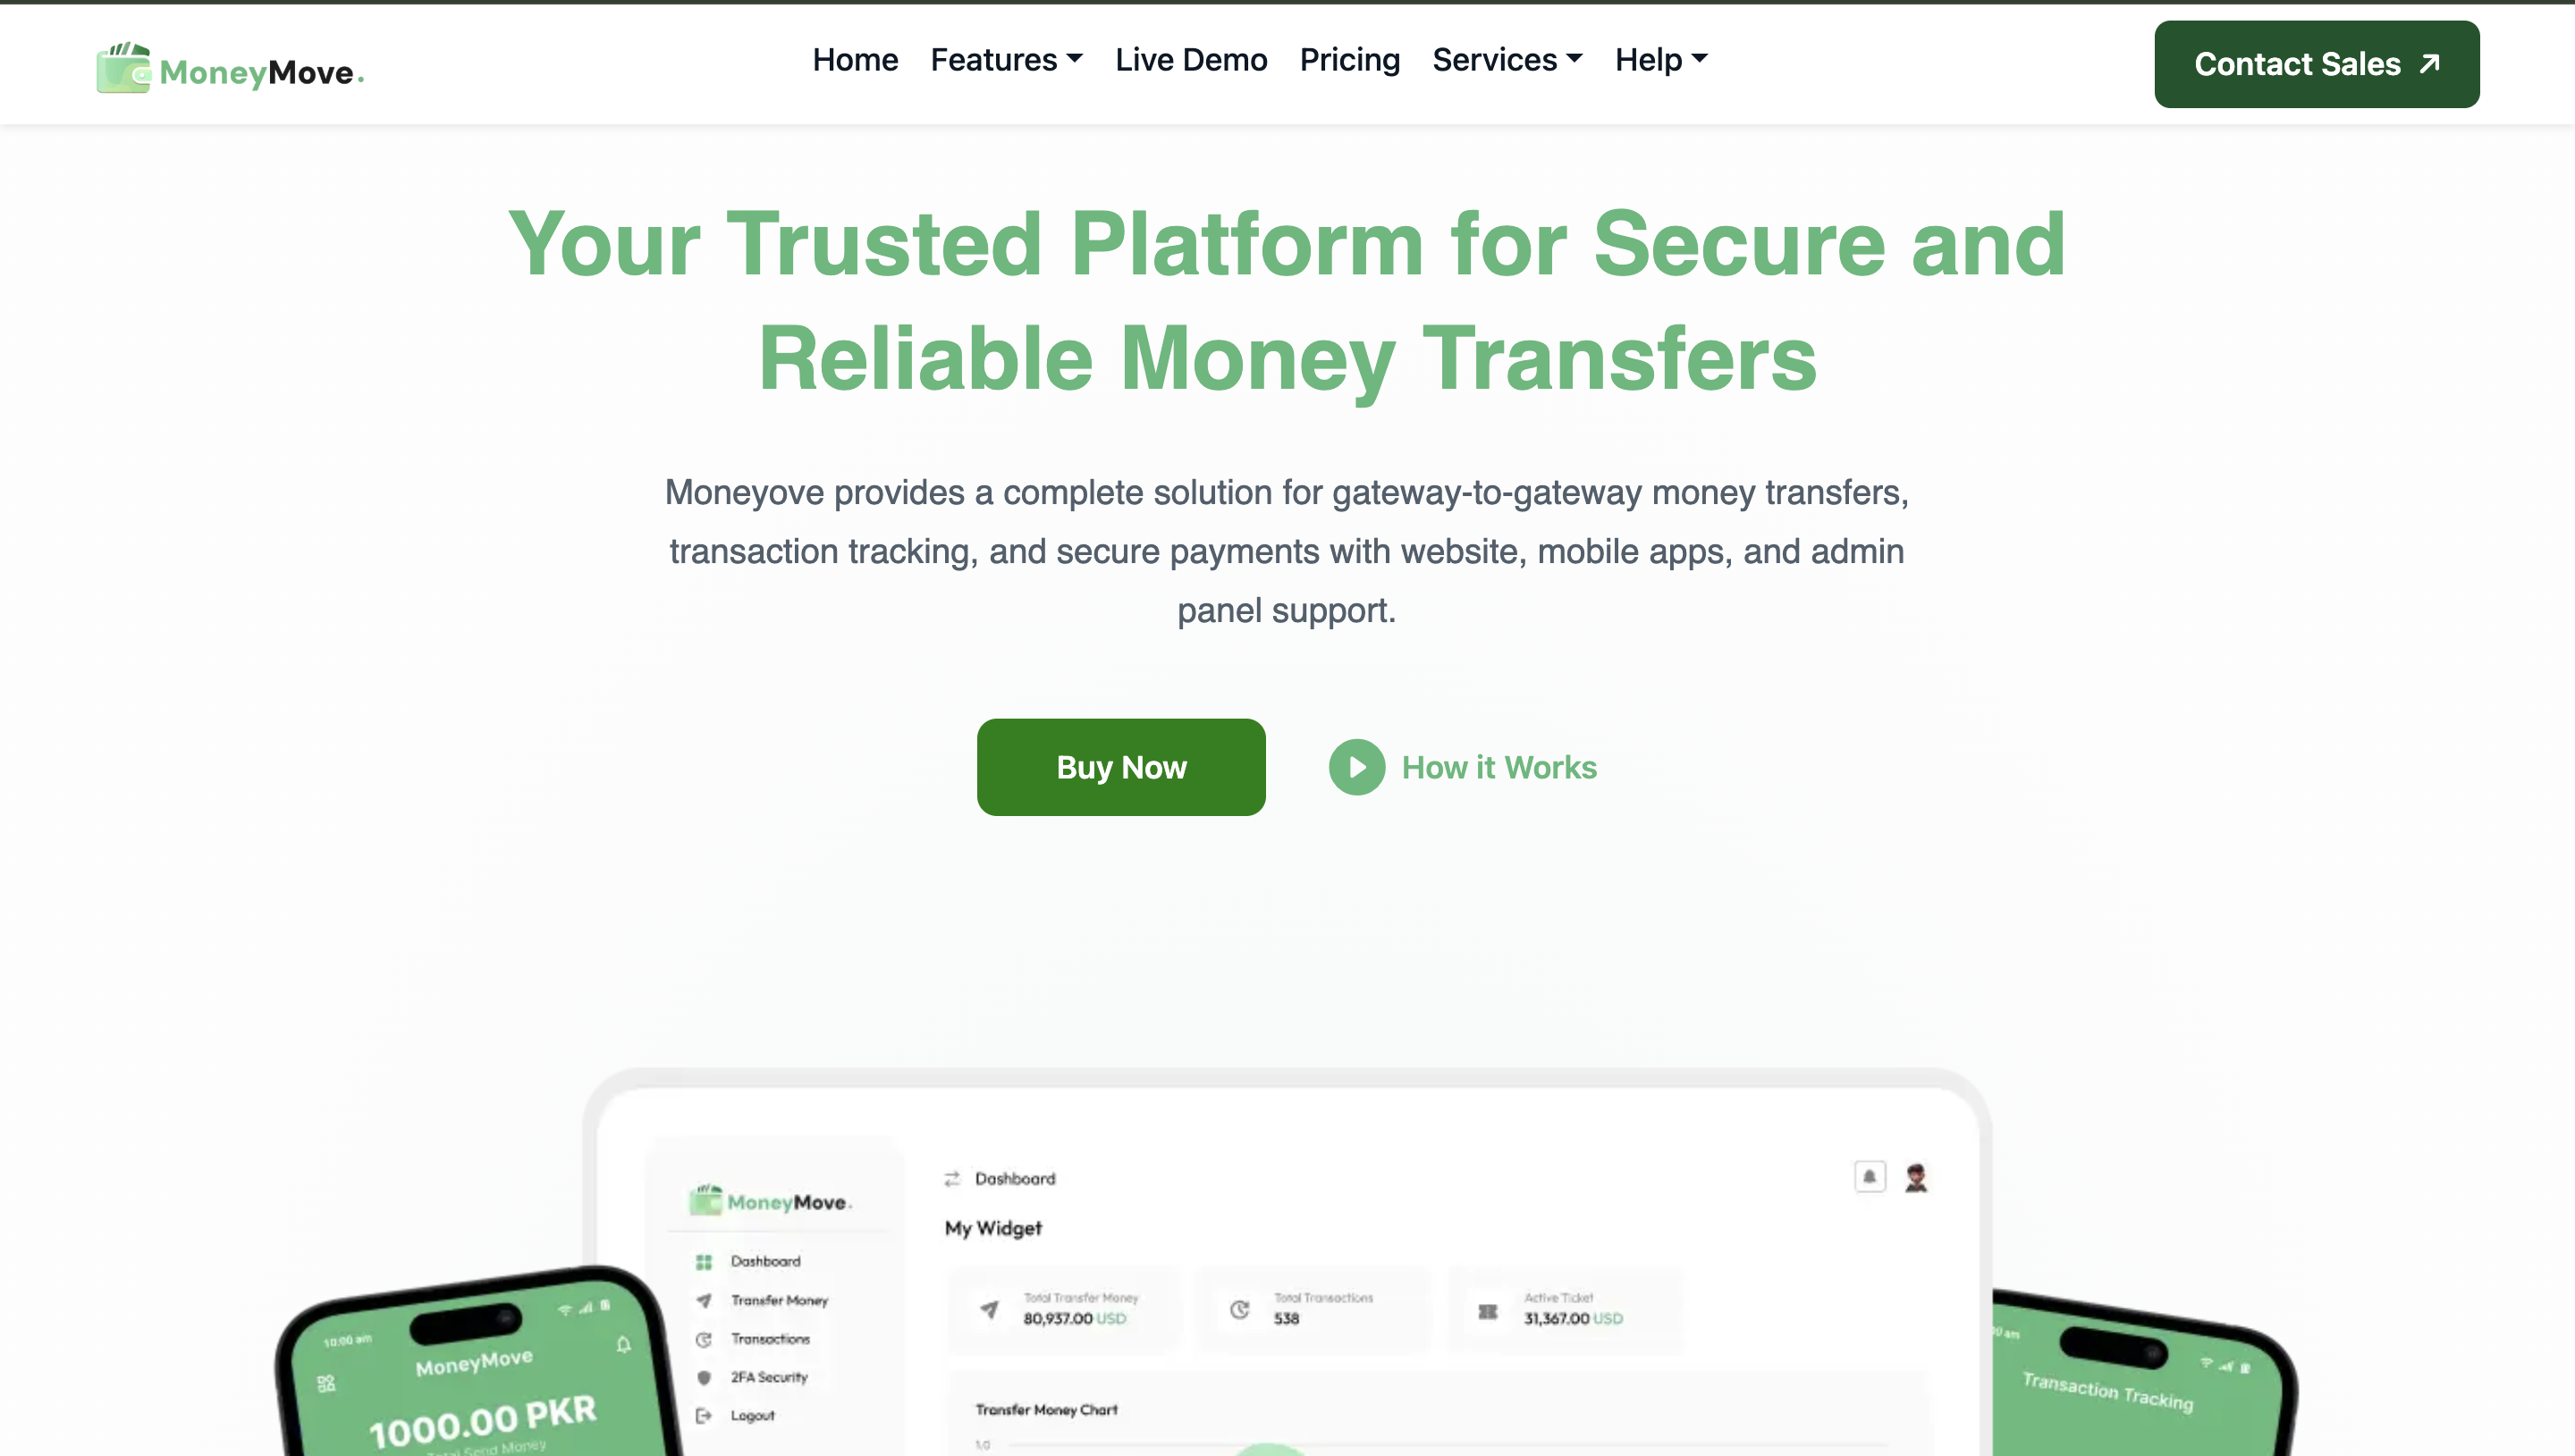 MoneyMove.
Home Features Live Demo Pricing Services Help
Contact Sales
Your Trusted Platform for Secure and
Reliable Money Transfers
Moneyove provides a complete solution for gateway-to-gateway money transfers,
transaction tracking, and secure payments with website, mobile apps, and admin
panel support.
Buy Now
How it Works
MoneyMove.
Dashboard
Transfer Money
Transactions
2FA Security
Logout
Dashboard
My Widget
Total Transfer Money
80,937.00 USD
Total Transactions
538
Active Ticket
31,367.00 USD
Transfer Money Chart
1.0
10:00 am
MoneyMove
1000.00 PKR
Total Send Money
am
Transaction Tracking